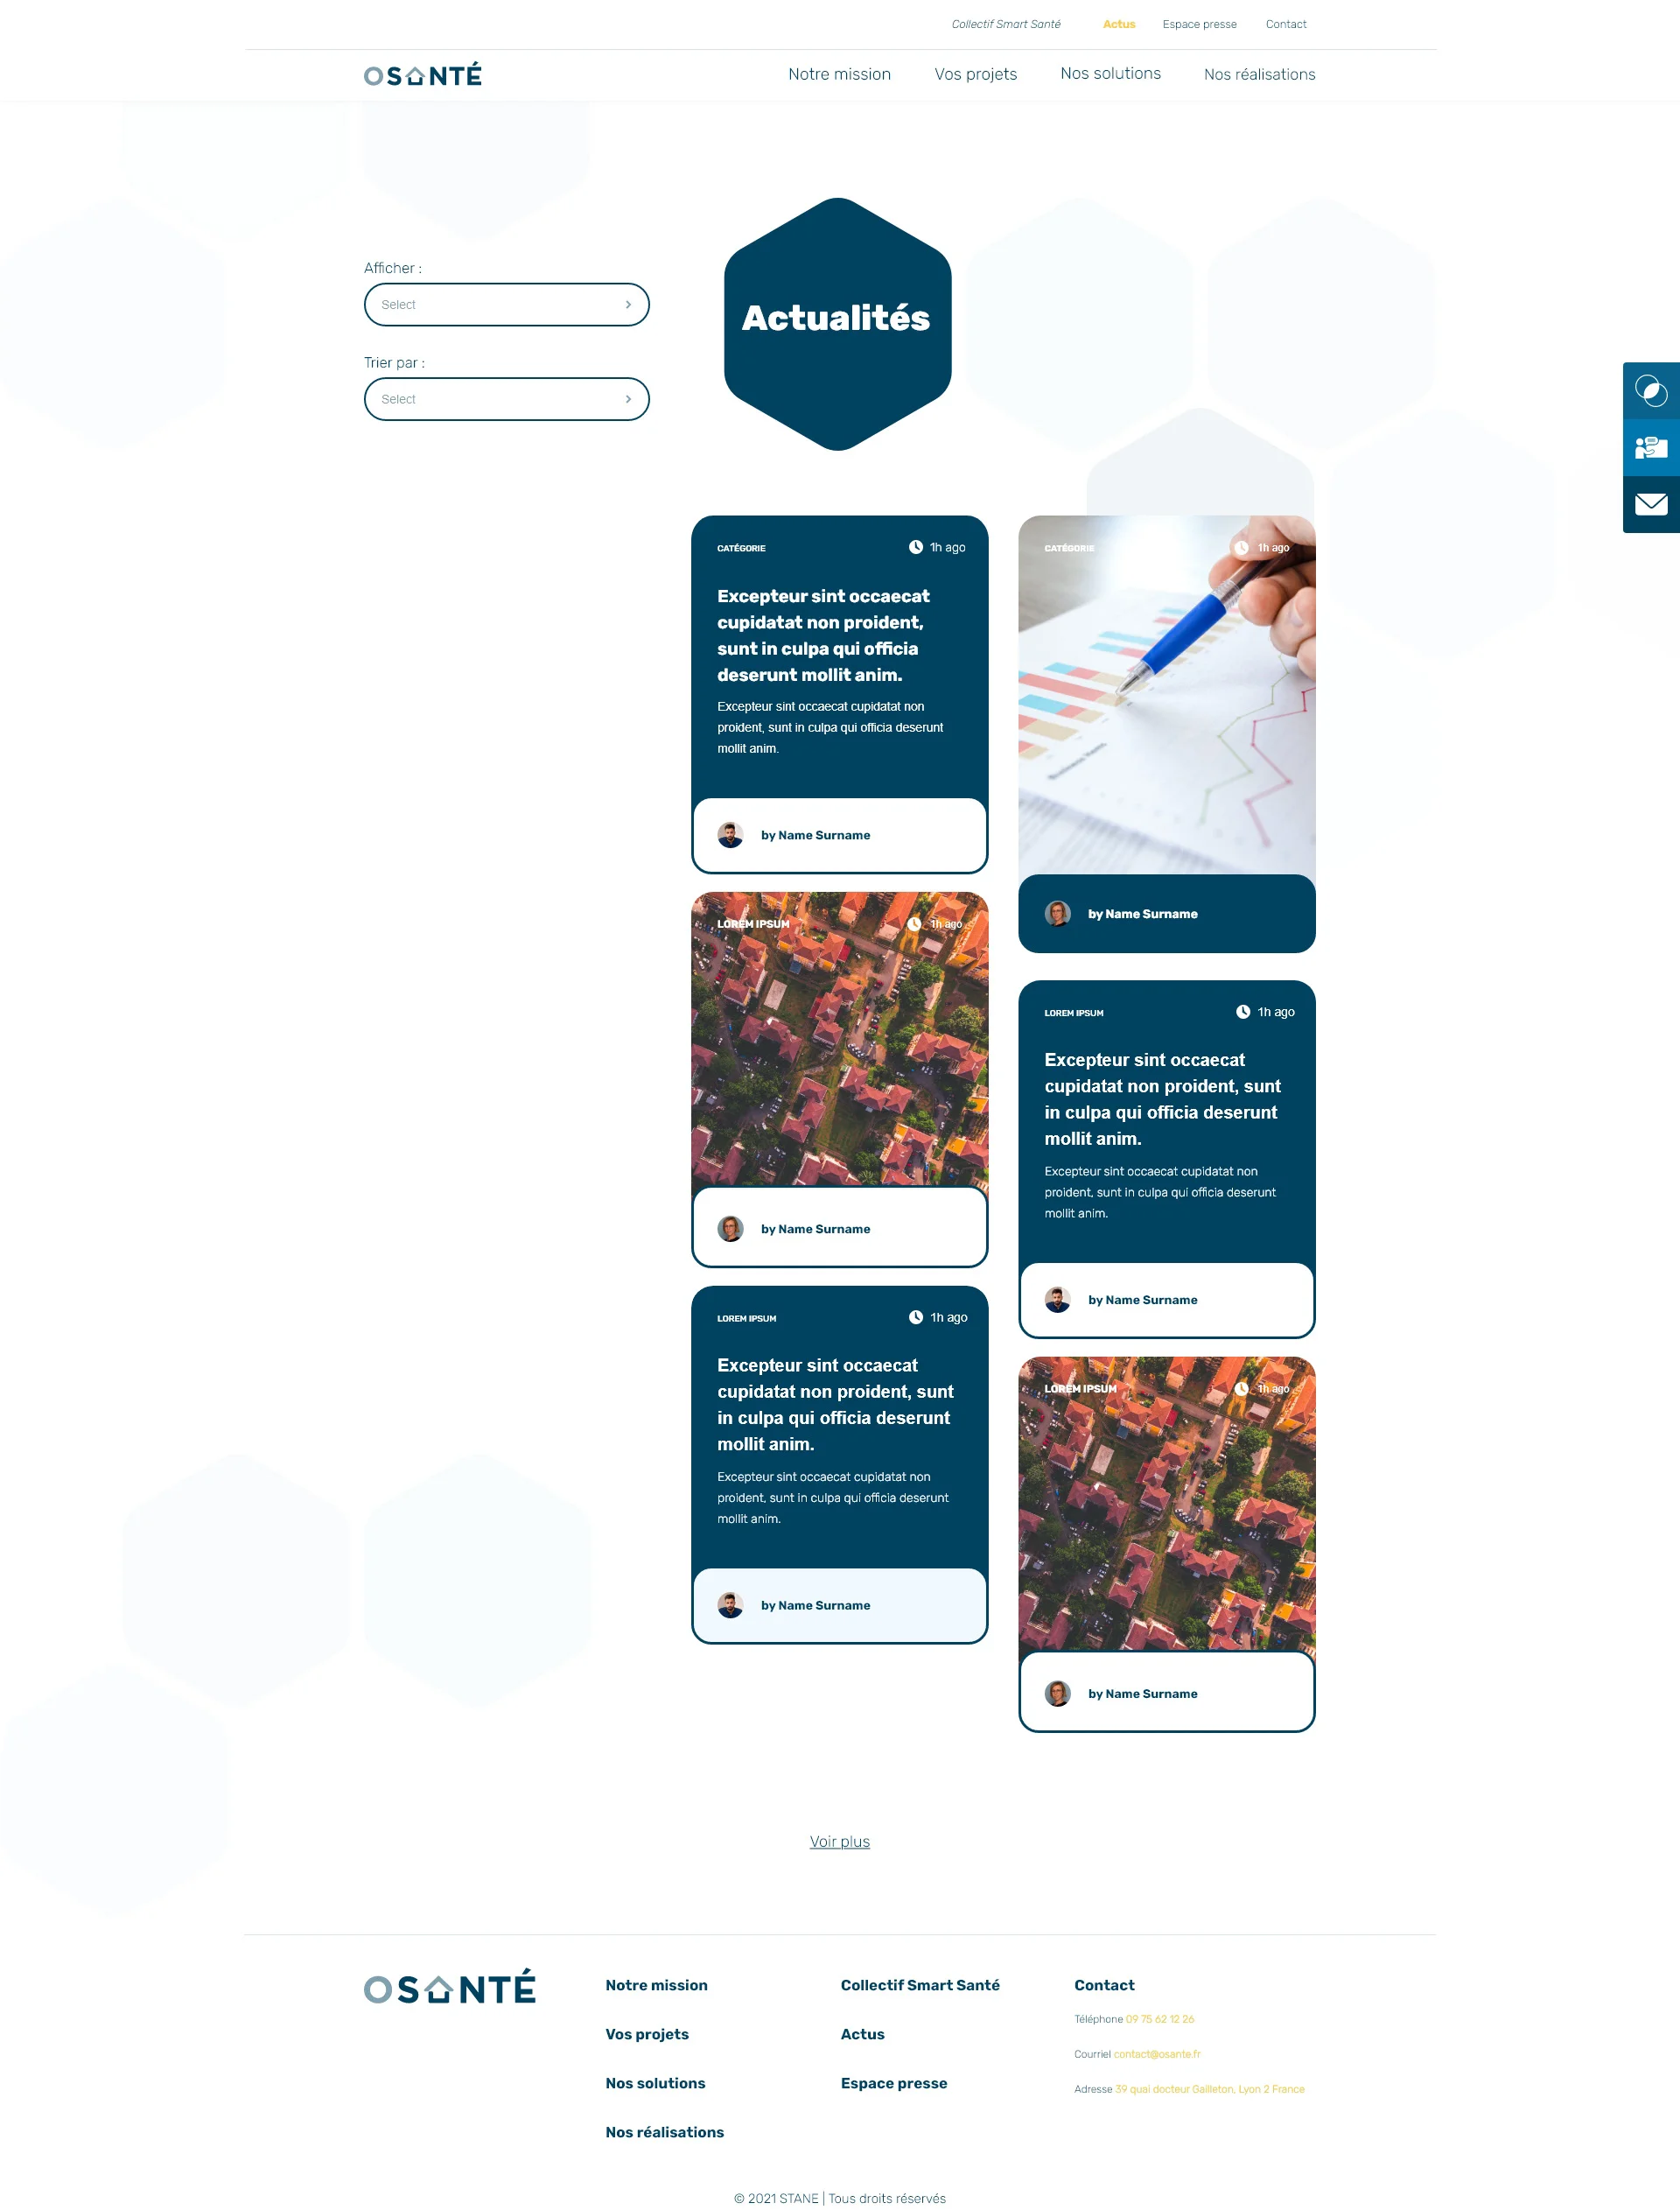 Collectif Smart Santé Actus Espace presse Contact
OSANTÉ Notre mission Vos projets Nos solutions Nos réalisations
Afficher :
Select
Trier par :
Select
Actualités
CATÉGORIE 1h ago
Excepteur sint occaecat
cupidatat non proident,
sunt in culpa qui officia
deserunt mollit anim.
Excepteur sint occaecat cupidatat non
proident, sunt in culpa qui officia deserunt
mollit anim.
by Name Surname
CATÉGORIE 1h ago
by Name Surname
LOREM IPSUM 1h ago
by Name Surname
LOREM IPSUM 1h ago
Excepteur sint occaecat
cupidatat non proident, sunt
in culpa qui officia deserunt
mollit anim.
Excepteur sint occaecat cupidatat non
proident, sunt in culpa qui officia deserunt
mollit anim.
by Name Surname
LOREM IPSUM 1h ago
Excepteur sint occaecat
cupidatat non proident, sunt
in culpa qui officia deserunt
mollit anim.
Excepteur sint occaecat cupidatat non
proident, sunt in culpa qui officia deserunt
mollit anim.
by Name Surname
LOREM IPSUM 1h ago
by Name Surname
Voir plus
OSANTÉ
Notre mission
Vos projets
Nos solutions
Nos réalisations
Collectif Smart Santé
Actus
Espace presse
Contact
Téléphone 09 75 62 12 26
Courriel contact@osante.fr
Adresse 39 quai docteur Gailleton, Lyon 2 France
© 2021 STANE | Tous droits réservés